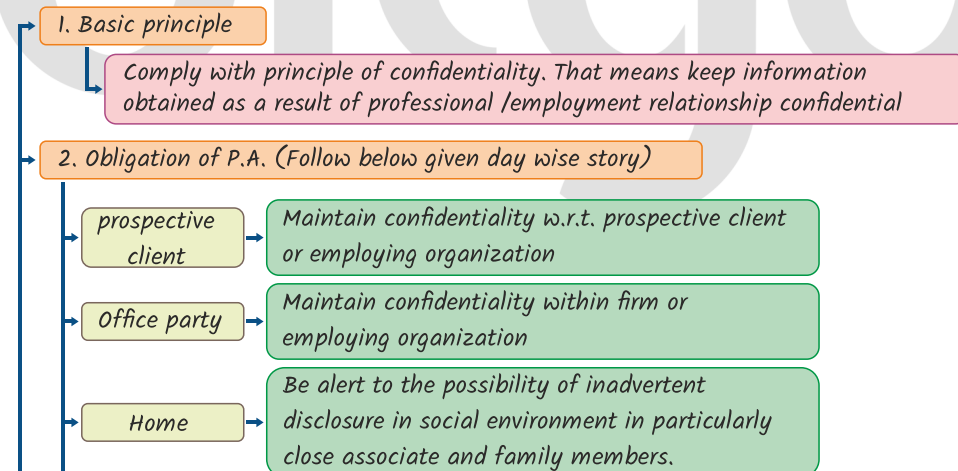 1. Basic principle
Comply with principle of confidentiality. That means keep information
obtained as a result of professional /employment relationship confidential
2. Obligation of P.A. (Follow below given day wise story)
prospective
client
Maintain confidentiality w.r.t. prospective client
or employing organization
Office party
Maintain confidentiality within firm or
employing organization
Home
Be alert to the possibility of inadvertent
disclosure in social environment in particularly
close associate and family members.